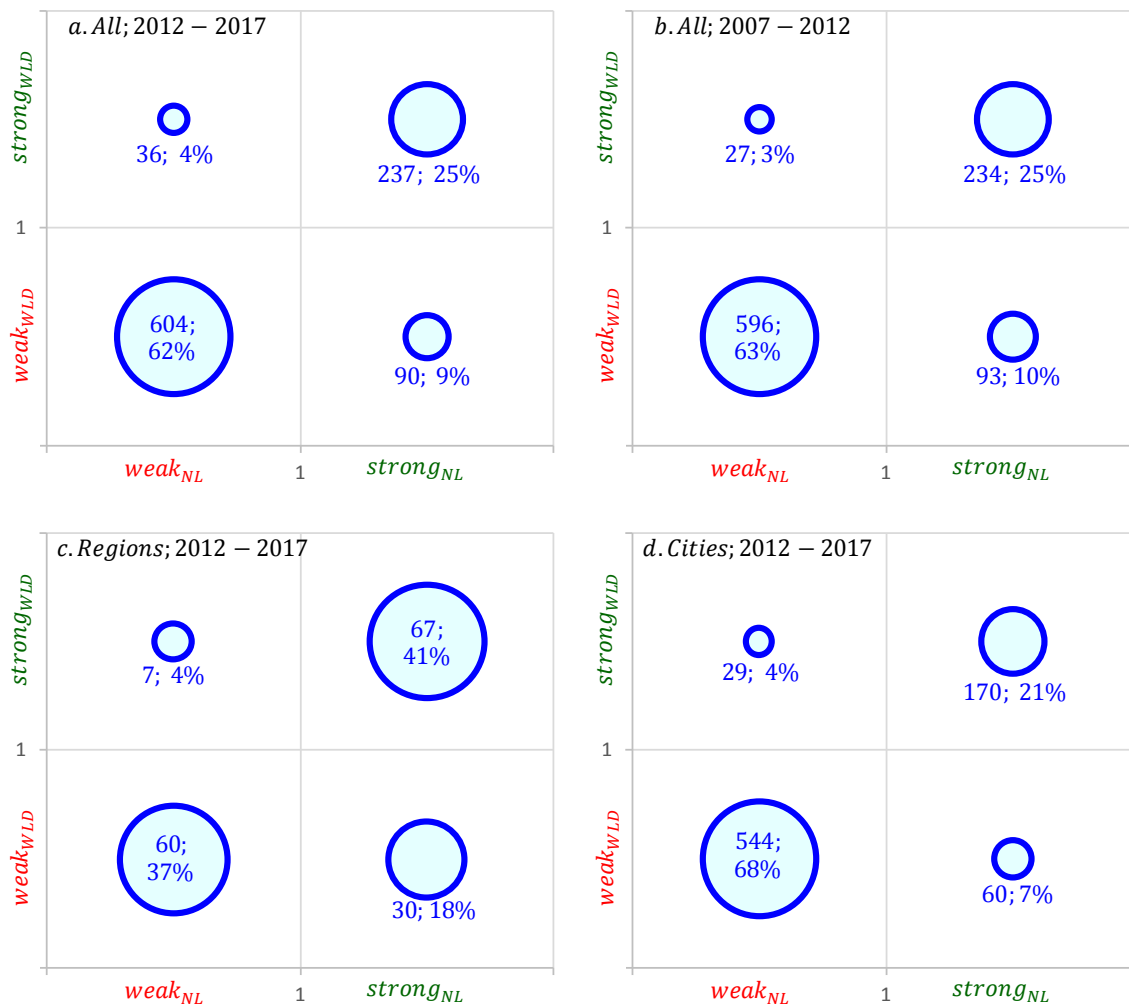 a. All; 2012 − 2017
strong_WLD
36; 4%
237; 25%
1
weak_WLD
604;
62%
90; 9%
weak_NL
1
strong_NL
b. All; 2007 − 2012
strong_WLD
27; 3%
234; 25%
1
weak_WLD
596;
63%
93; 10%
weak_NL
1
strong_NL
c. Regions; 2012 − 2017
strong_WLD
7; 4%
67;
41%
1
weak_WLD
60;
37%
30; 18%
weak_NL
1
strong_NL
d. Cities; 2012 − 2017
strong_WLD
29; 4%
170; 21%
1
weak_WLD
544;
68%
60; 7%
weak_NL
1
strong_NL